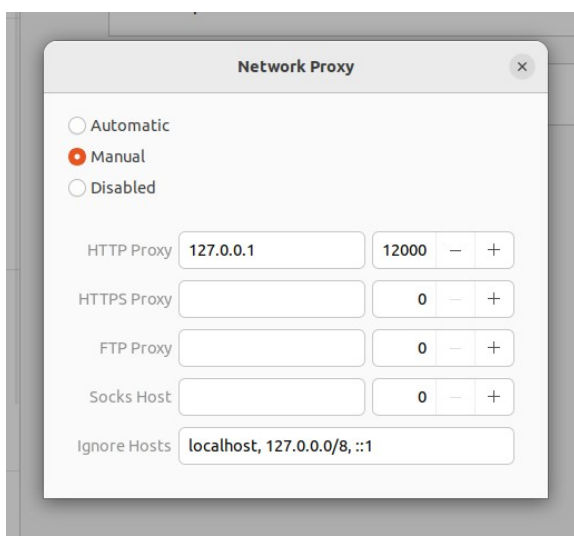 Network Proxy
Automatic
Manual
Disabled
HTTP Proxy 127.0.0.1 12000 − +
HTTPS Proxy 0 − +
FTP Proxy 0 − +
Socks Host 0 − +
Ignore Hosts localhost, 127.0.0.0/8, ::1